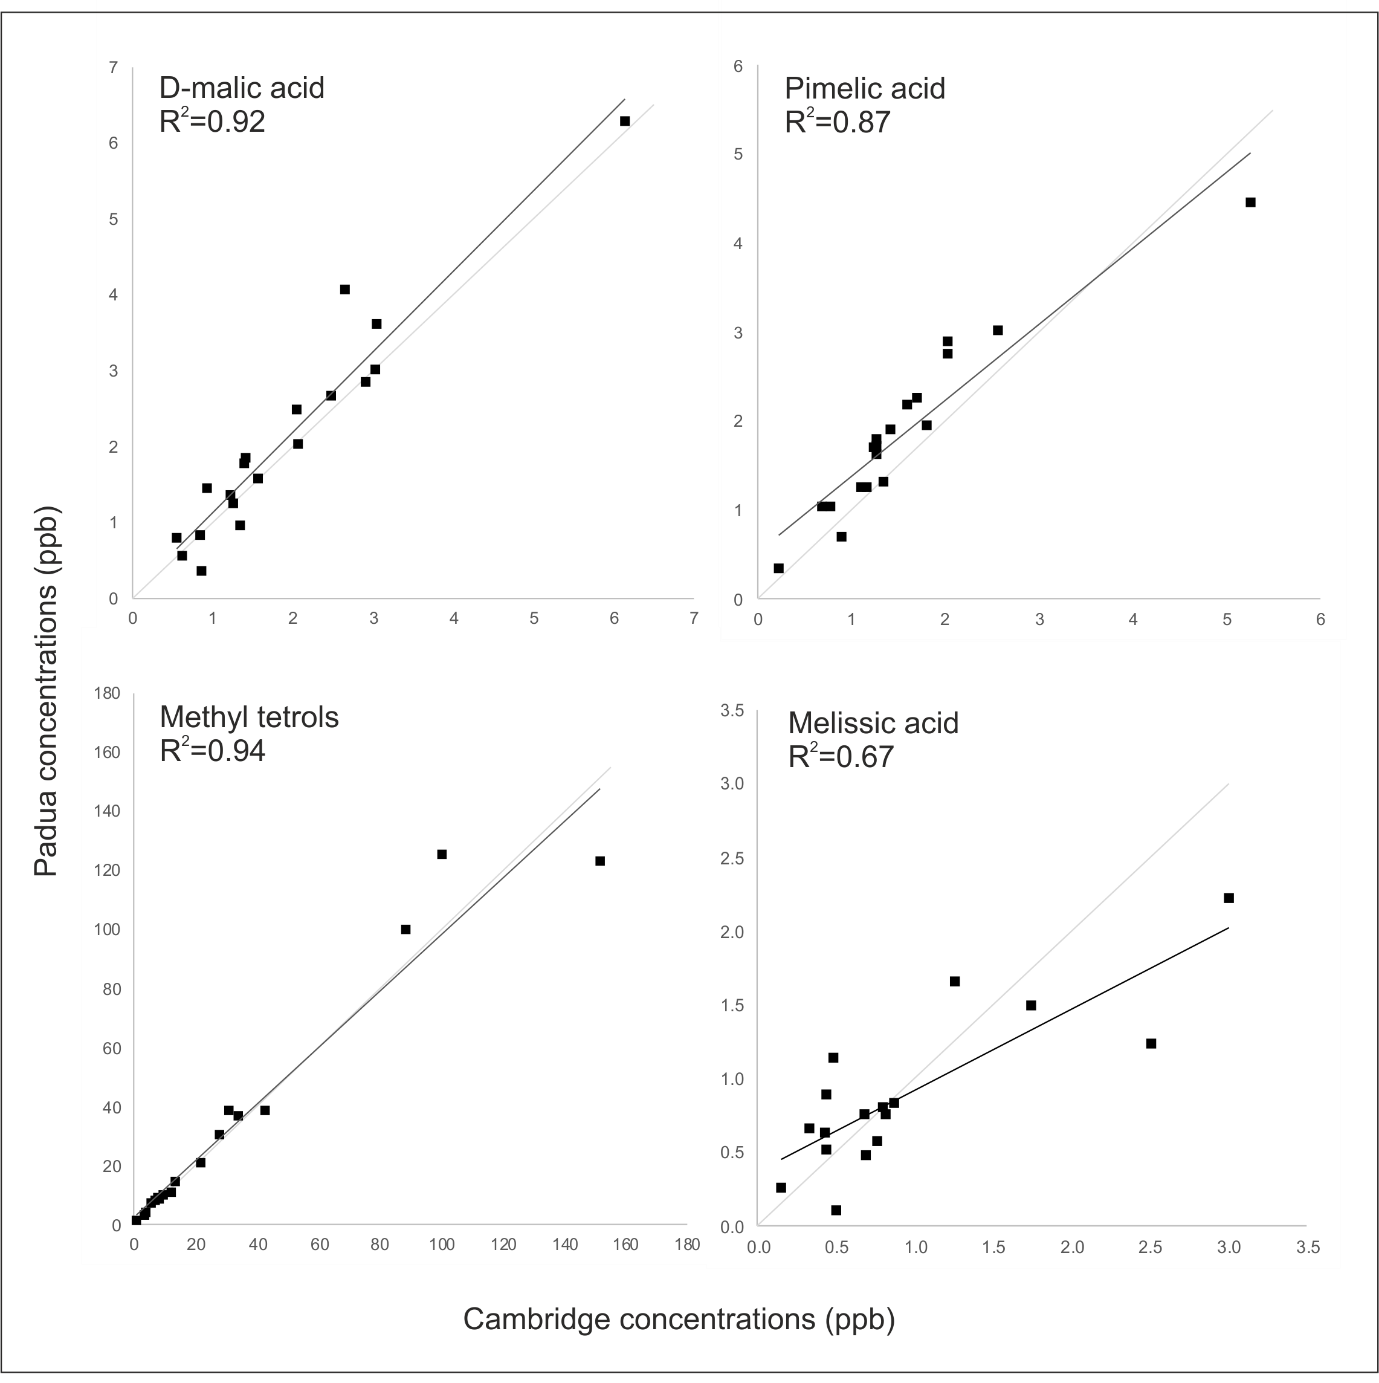 D-malic acid
R²=0.92
7
6
5
4
3
2
1
0
0 1 2 3 4 5 6 7
Pimelic acid
R²=0.87
6
5
4
3
2
1
0
0 1 2 3 4 5 6
Padua concentrations (ppb)
Methyl tetrols
R²=0.94
180
160
140
120
100
80
60
40
20
0
0 20 40 60 80 100 120 140 160 180
Melissic acid
R²=0.67
3.5
3.0
2.5
2.0
1.5
1.0
0.5
0.0
0.0 0.5 1.0 1.5 2.0 2.5 3.0 3.5
Cambridge concentrations (ppb)